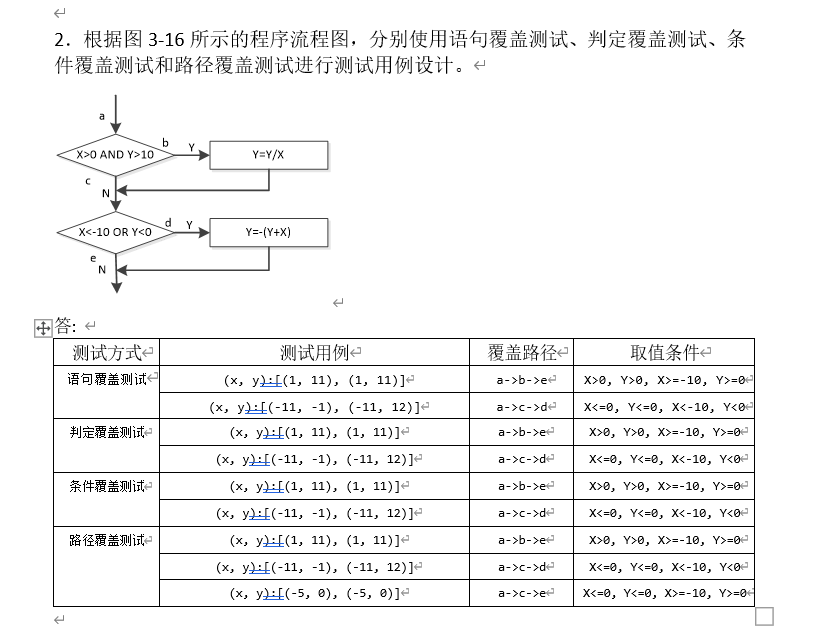 2. 根据图 3-16 所示的程序流程图，分别使用语句覆盖测试、判定覆盖测试、条
件覆盖测试和路径覆盖测试进行测试用例设计。
a
X>0 AND Y>10
b
Y
Y=Y/X
c
N
X<-10 OR Y<0
d
Y
Y=-(Y+X)
e
N
答:
测试方式 测试用例 覆盖路径 取值条件
语句覆盖测试 (x, y):[(1, 11), (1, 11)] a->b->e X>0, Y>0, X>=-10, Y>=0
(x, y):[(-11, -1), (-11, 12)] a->c->d X<=0, Y<=0, X<-10, Y<0
判定覆盖测试 (x, y):[(1, 11), (1, 11)] a->b->e X>0, Y>0, X>=-10, Y>=0
(x, y):[(-11, -1), (-11, 12)] a->c->d X<=0, Y<=0, X<-10, Y<0
条件覆盖测试 (x, y):[(1, 11), (1, 11)] a->b->e X>0, Y>0, X>=-10, Y>=0
(x, y):[(-11, -1), (-11, 12)] a->c->d X<=0, Y<=0, X<-10, Y<0
路径覆盖测试 (x, y):[(1, 11), (1, 11)] a->b->e X>0, Y>0, X>=-10, Y>=0
(x, y):[(-11, -1), (-11, 12)] a->c->d X<=0, Y<=0, X<-10, Y<0
(x, y):[(-5, 0), (-5, 0)] a->c->e X<=0, Y<=0, X>=-10, Y>=0